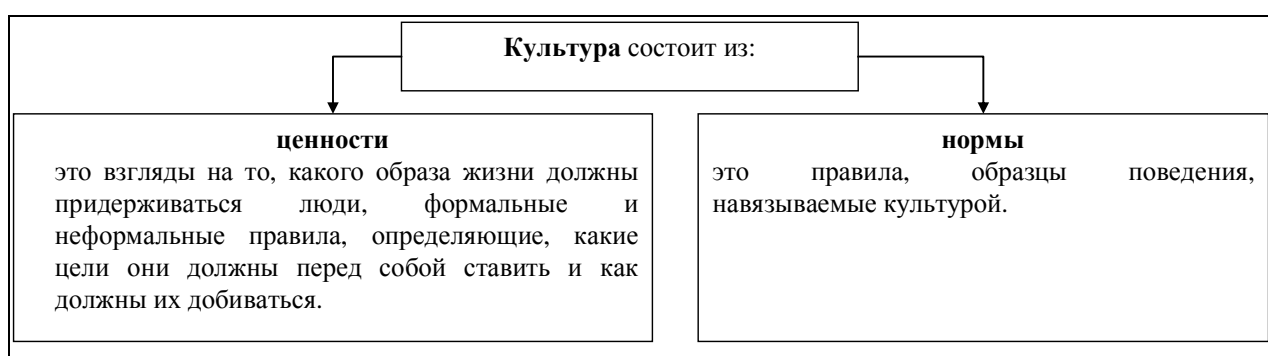 Культура состоит из:
ценности
это взгляды на то, какого образа жизни должны
придерживаться люди, формальные и
неформальные правила, определяющие, какие
цели они должны перед собой ставить и как
должны их добиваться.
нормы
это правила, образцы поведения,
навязываемые культурой.